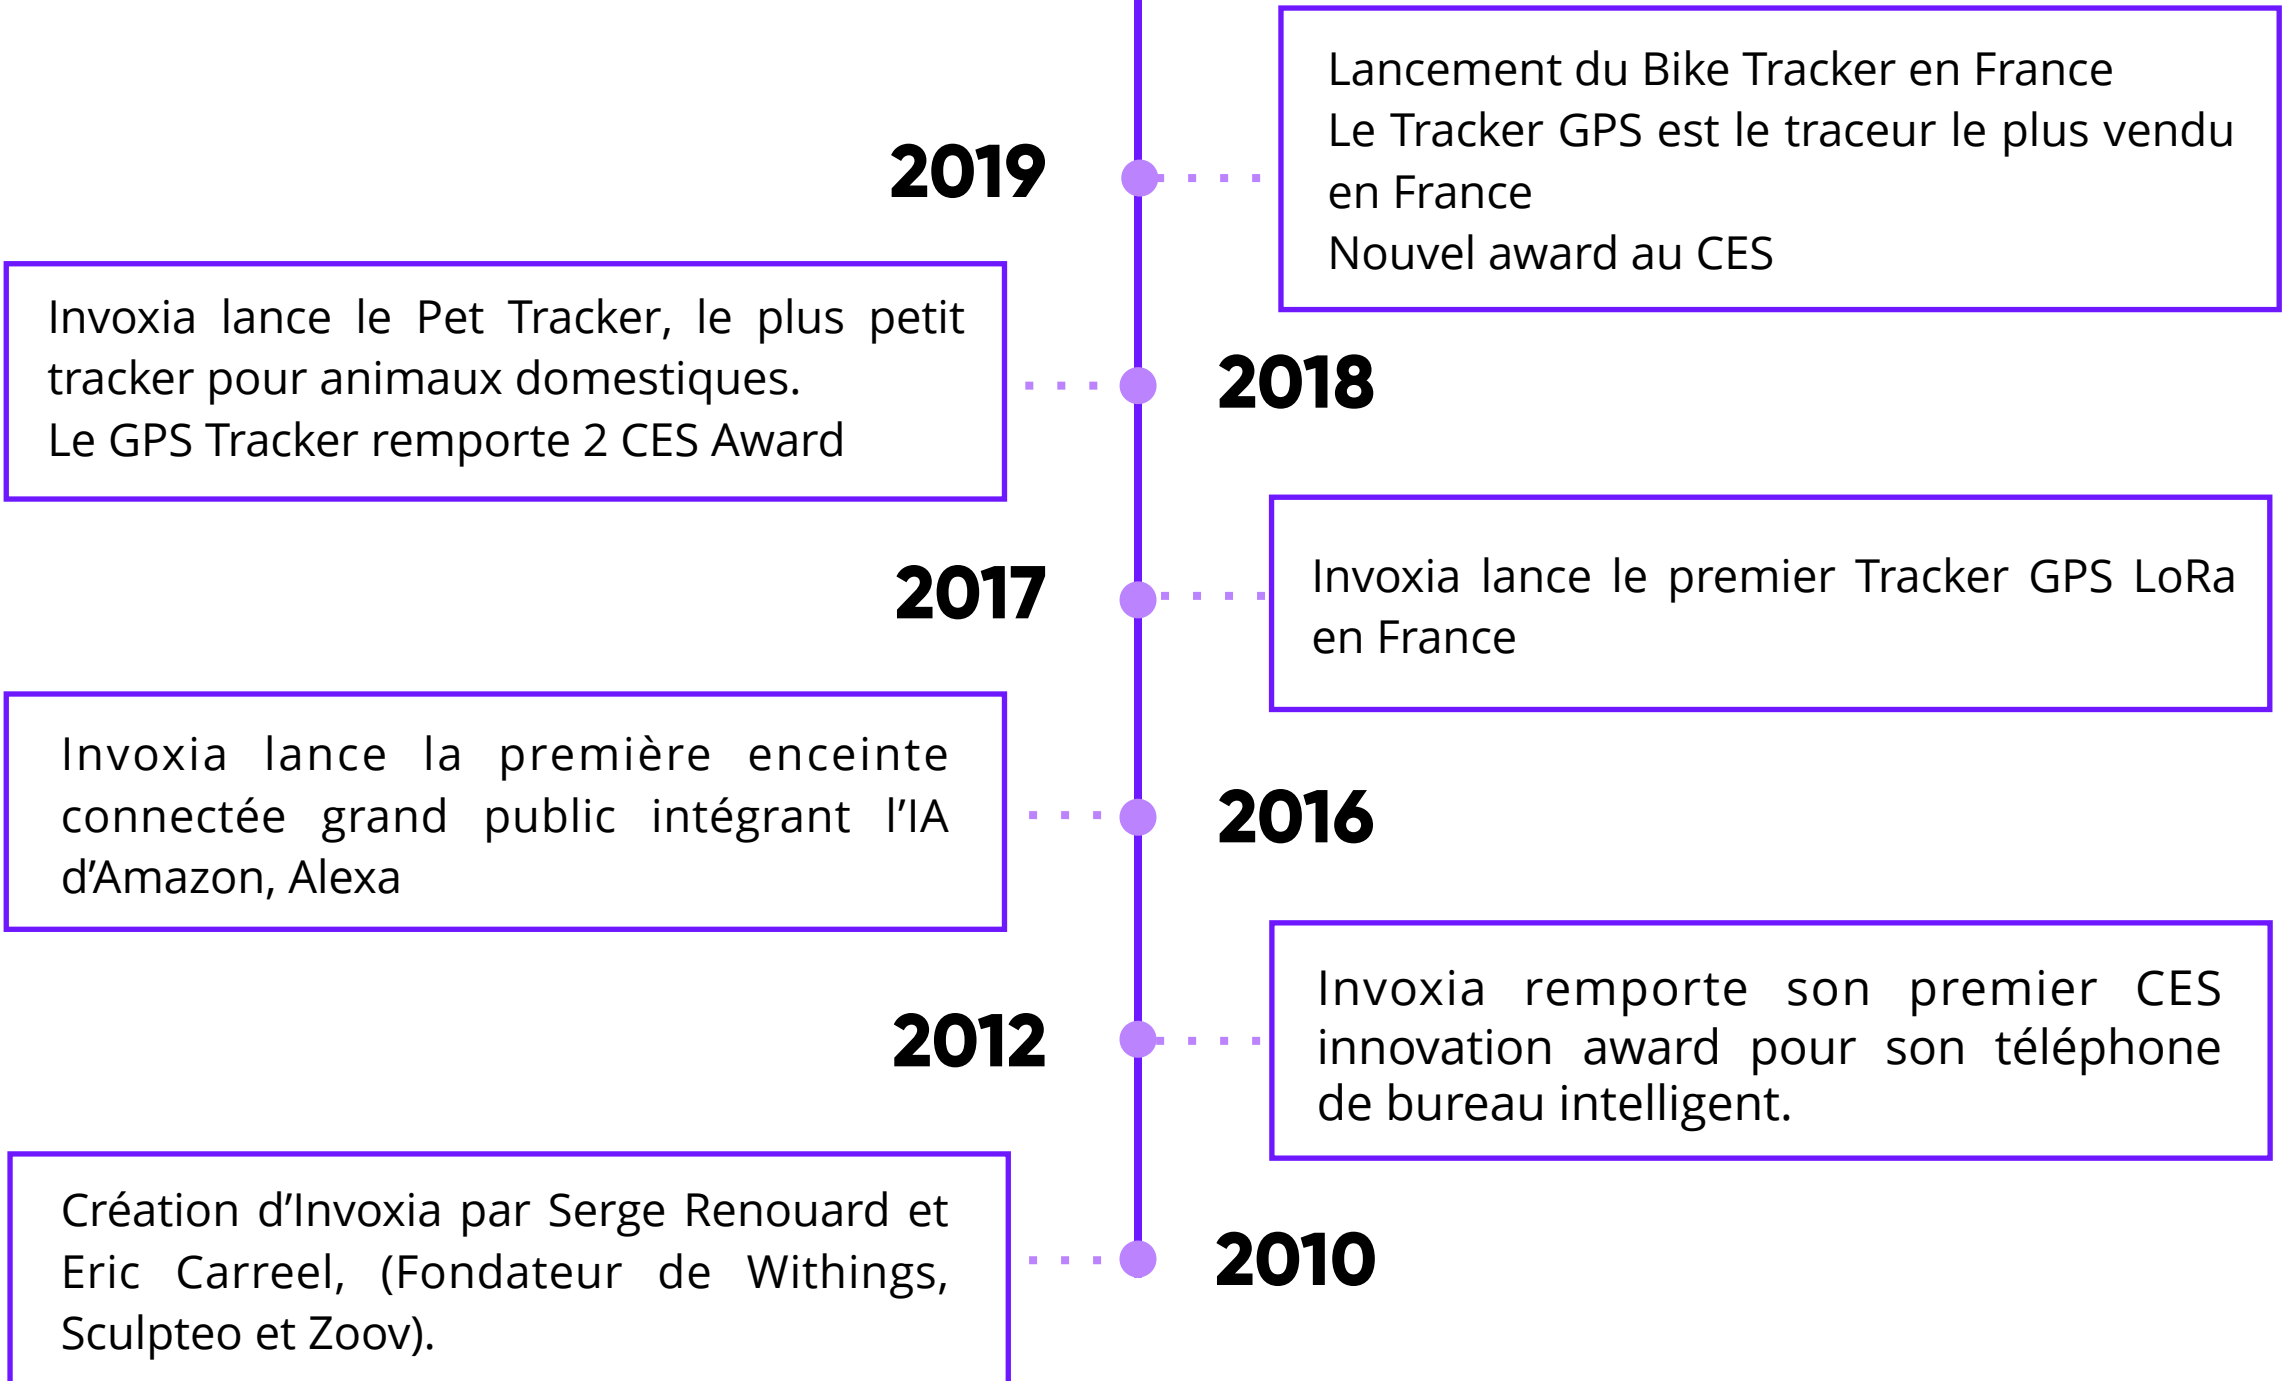 2019
Lancement du Bike Tracker en France
Le Tracker GPS est le traceur le plus vendu
en France
Nouvel award au CES
Invoxia lance le Pet Tracker, le plus petit
tracker pour animaux domestiques.
Le GPS Tracker remporte 2 CES Award
2018
2017
Invoxia lance le premier Tracker GPS LoRa
en France
Invoxia lance la première enceinte
connectée grand public intégrant l’IA
d’Amazon, Alexa
2016
2012
Invoxia remporte son premier CES
innovation award pour son téléphone
de bureau intelligent.
Création d’Invoxia par Serge Renouard et
Eric Carreel, (Fondateur de Withings,
Sculpteo et Zoov).
2010